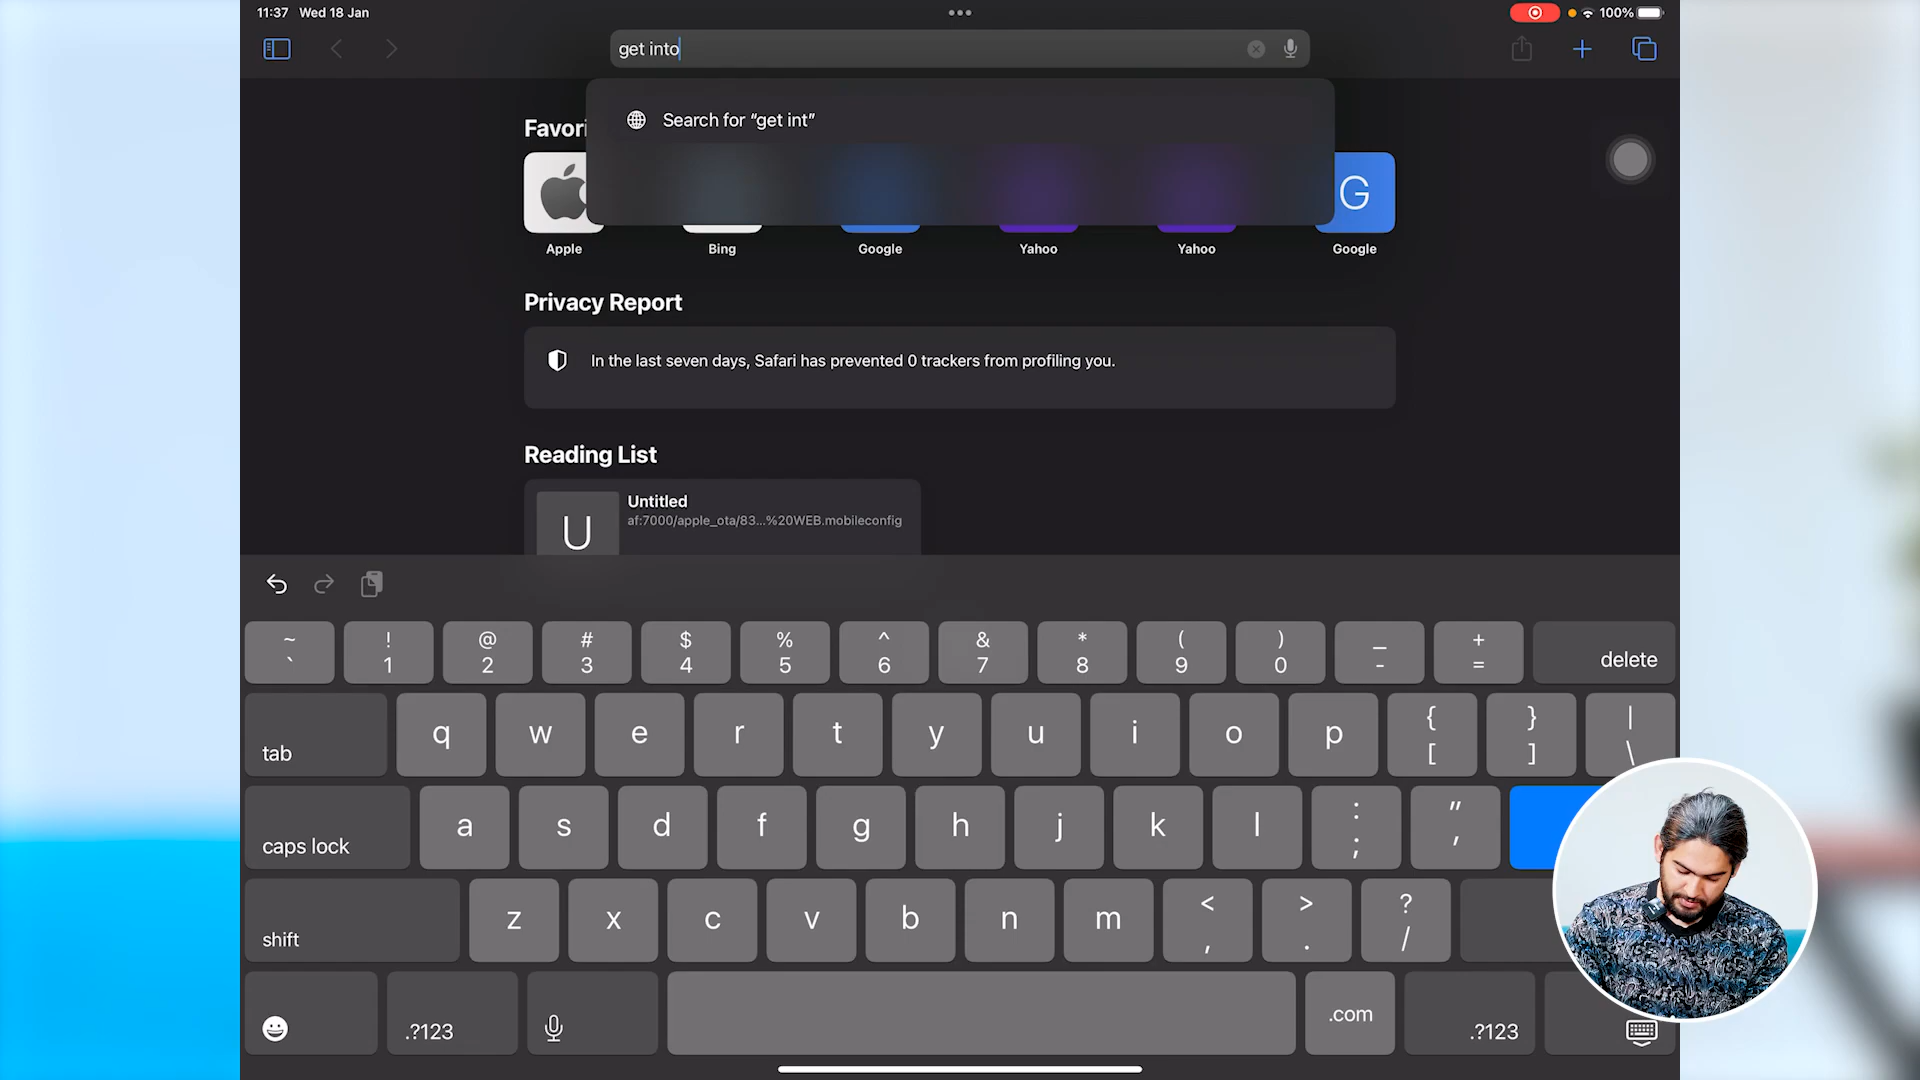 11:37 Wed 18 Jan
100%
get into
Search for “get int”
Favori
G
Apple
Bing
Google
Yahoo
Yahoo
Google
Privacy Report
In the last seven days, Safari has prevented 0 trackers from profiling you.
Reading List
U
Untitled
af:7000/apple_ota/83...%20WEB.mobileconfig
~ ! @ # $ % ^ & * ( ) _ +
` 1 2 3 4 5 6 7 8 9 0 - = delete
tab q w e r t y u i o p { [ } ] | \
caps lock a s d f g h j k l : ; " '
shift z x c v b n m < , > . ? /
.?123 .com .?123